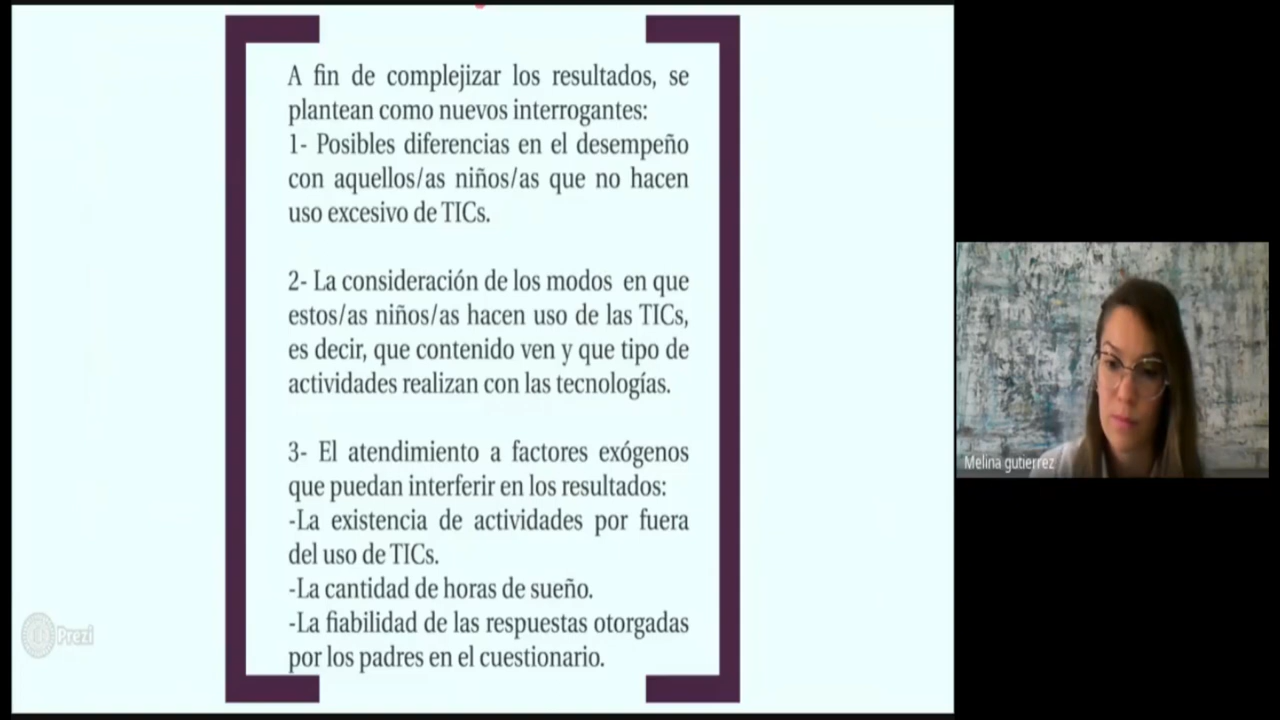 A fin de complejizar los resultados, se
plantean como nuevos interrogantes:
1- Posibles diferencias en el desempeño
con aquellos/as niños/as que no hacen
uso excesivo de TICs.
2- La consideración de los modos en que
estos/as niños/as hacen uso de las TICs,
es decir, que contenido ven y que tipo de
actividades realizan con las tecnologías.
3- El atendimiento a factores exógenos
que puedan interferir en los resultados:
-La existencia de actividades por fuera
del uso de TICs.
-La cantidad de horas de sueño.
-La fiabilidad de las respuestas otorgadas
por los padres en el cuestionario.
Prezi
Melina gutierrez